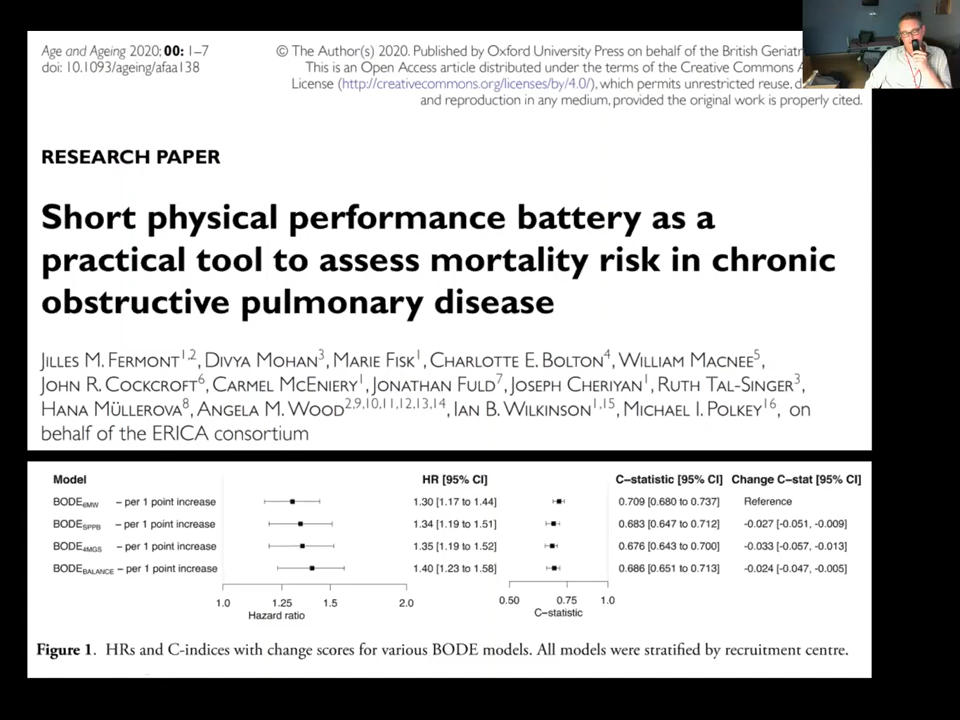 Age and Ageing 2020; 00: 1–7
doi: 10.1093/ageing/afaa138
© The Author(s) 2020. Published by Oxford University Press on behalf of the British Geriat
This is an Open Access article distributed under the terms of the Creative Commons A
License (http://creativecommons.org/licenses/by/4.0/), which permits unrestricted reuse, d
and reproduction in any medium, provided the original work is properly cited.
RESEARCH PAPER
Short physical performance battery as a
practical tool to assess mortality risk in chronic
obstructive pulmonary disease
Jilles M. Fermont1,2, Divya Mohan3, Marie Fisk1, Charlotte E. Bolton4, William Macnee5,
John R. Cockcroft6, Carmel McEniery1, Jonathan Fuld7, Joseph Cheriyan1, Ruth Tal-Singer3,
Hana Müllerova8, Angela M. Wood2,9,10,11,12,13,14, Ian B. Wilkinson1,15, Michael I. Polkey16, on
behalf of the ERICA consortium
Model HR [95% CI] C-statistic [95% CI] Change C-stat [95% CI]
BODE6MW – per 1 point increase 1.30 [1.17 to 1.44] 0.709 [0.680 to 0.737] Reference
BODESPPB – per 1 point increase 1.34 [1.19 to 1.51] 0.683 [0.647 to 0.712] -0.027 [-0.051, -0.009]
BODE4MGS – per 1 point increase 1.35 [1.19 to 1.52] 0.676 [0.643 to 0.700] -0.033 [-0.057, -0.013]
BODEBALANCE – per 1 point increase 1.40 [1.23 to 1.58] 0.686 [0.651 to 0.713] -0.024 [-0.047, -0.005]
1.0 1.25 1.5 2.0 0.50 0.75 1.0
Hazard ratio C-statistic
Figure 1. HRs and C-indices with change scores for various BODE models. All models were stratified by recruitment centre.